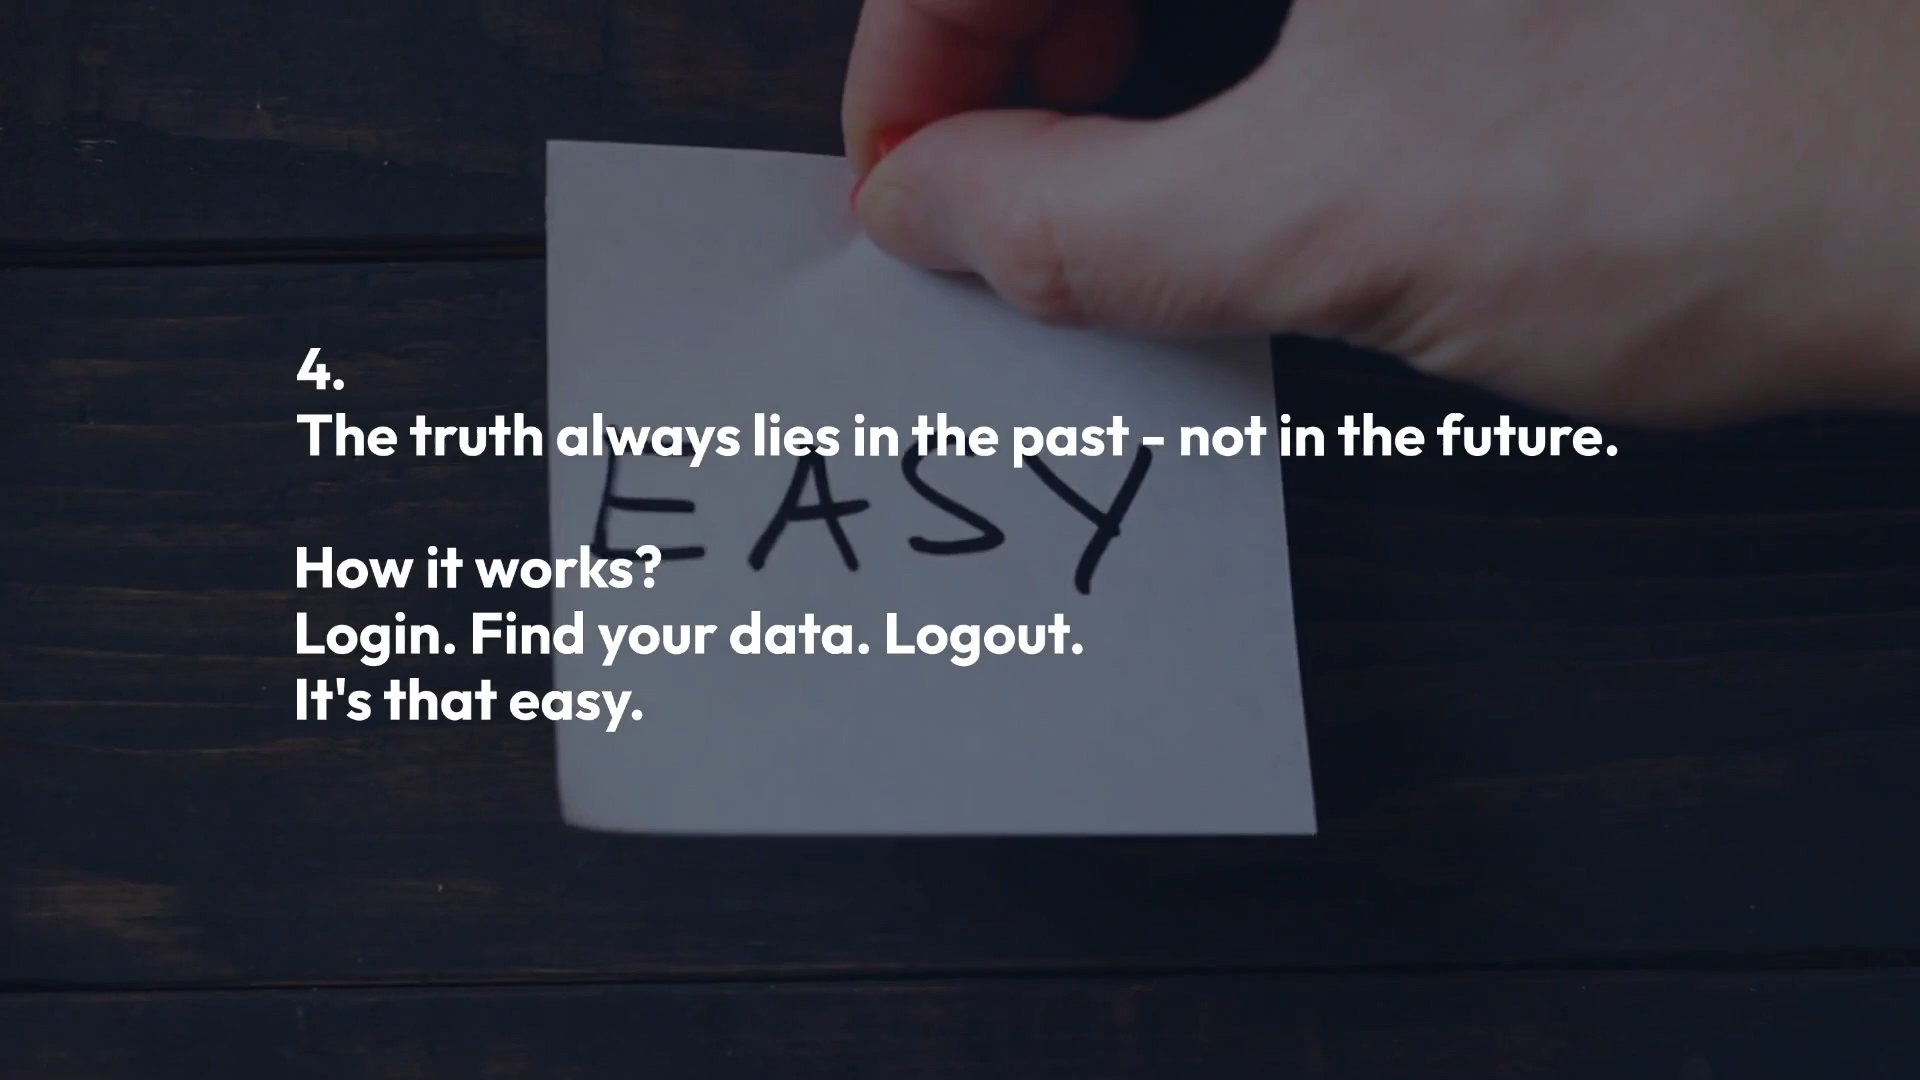 4.
The truth always lies in the past - not in the future.
EASY
How it works?
Login. Find your data. Logout.
It's that easy.